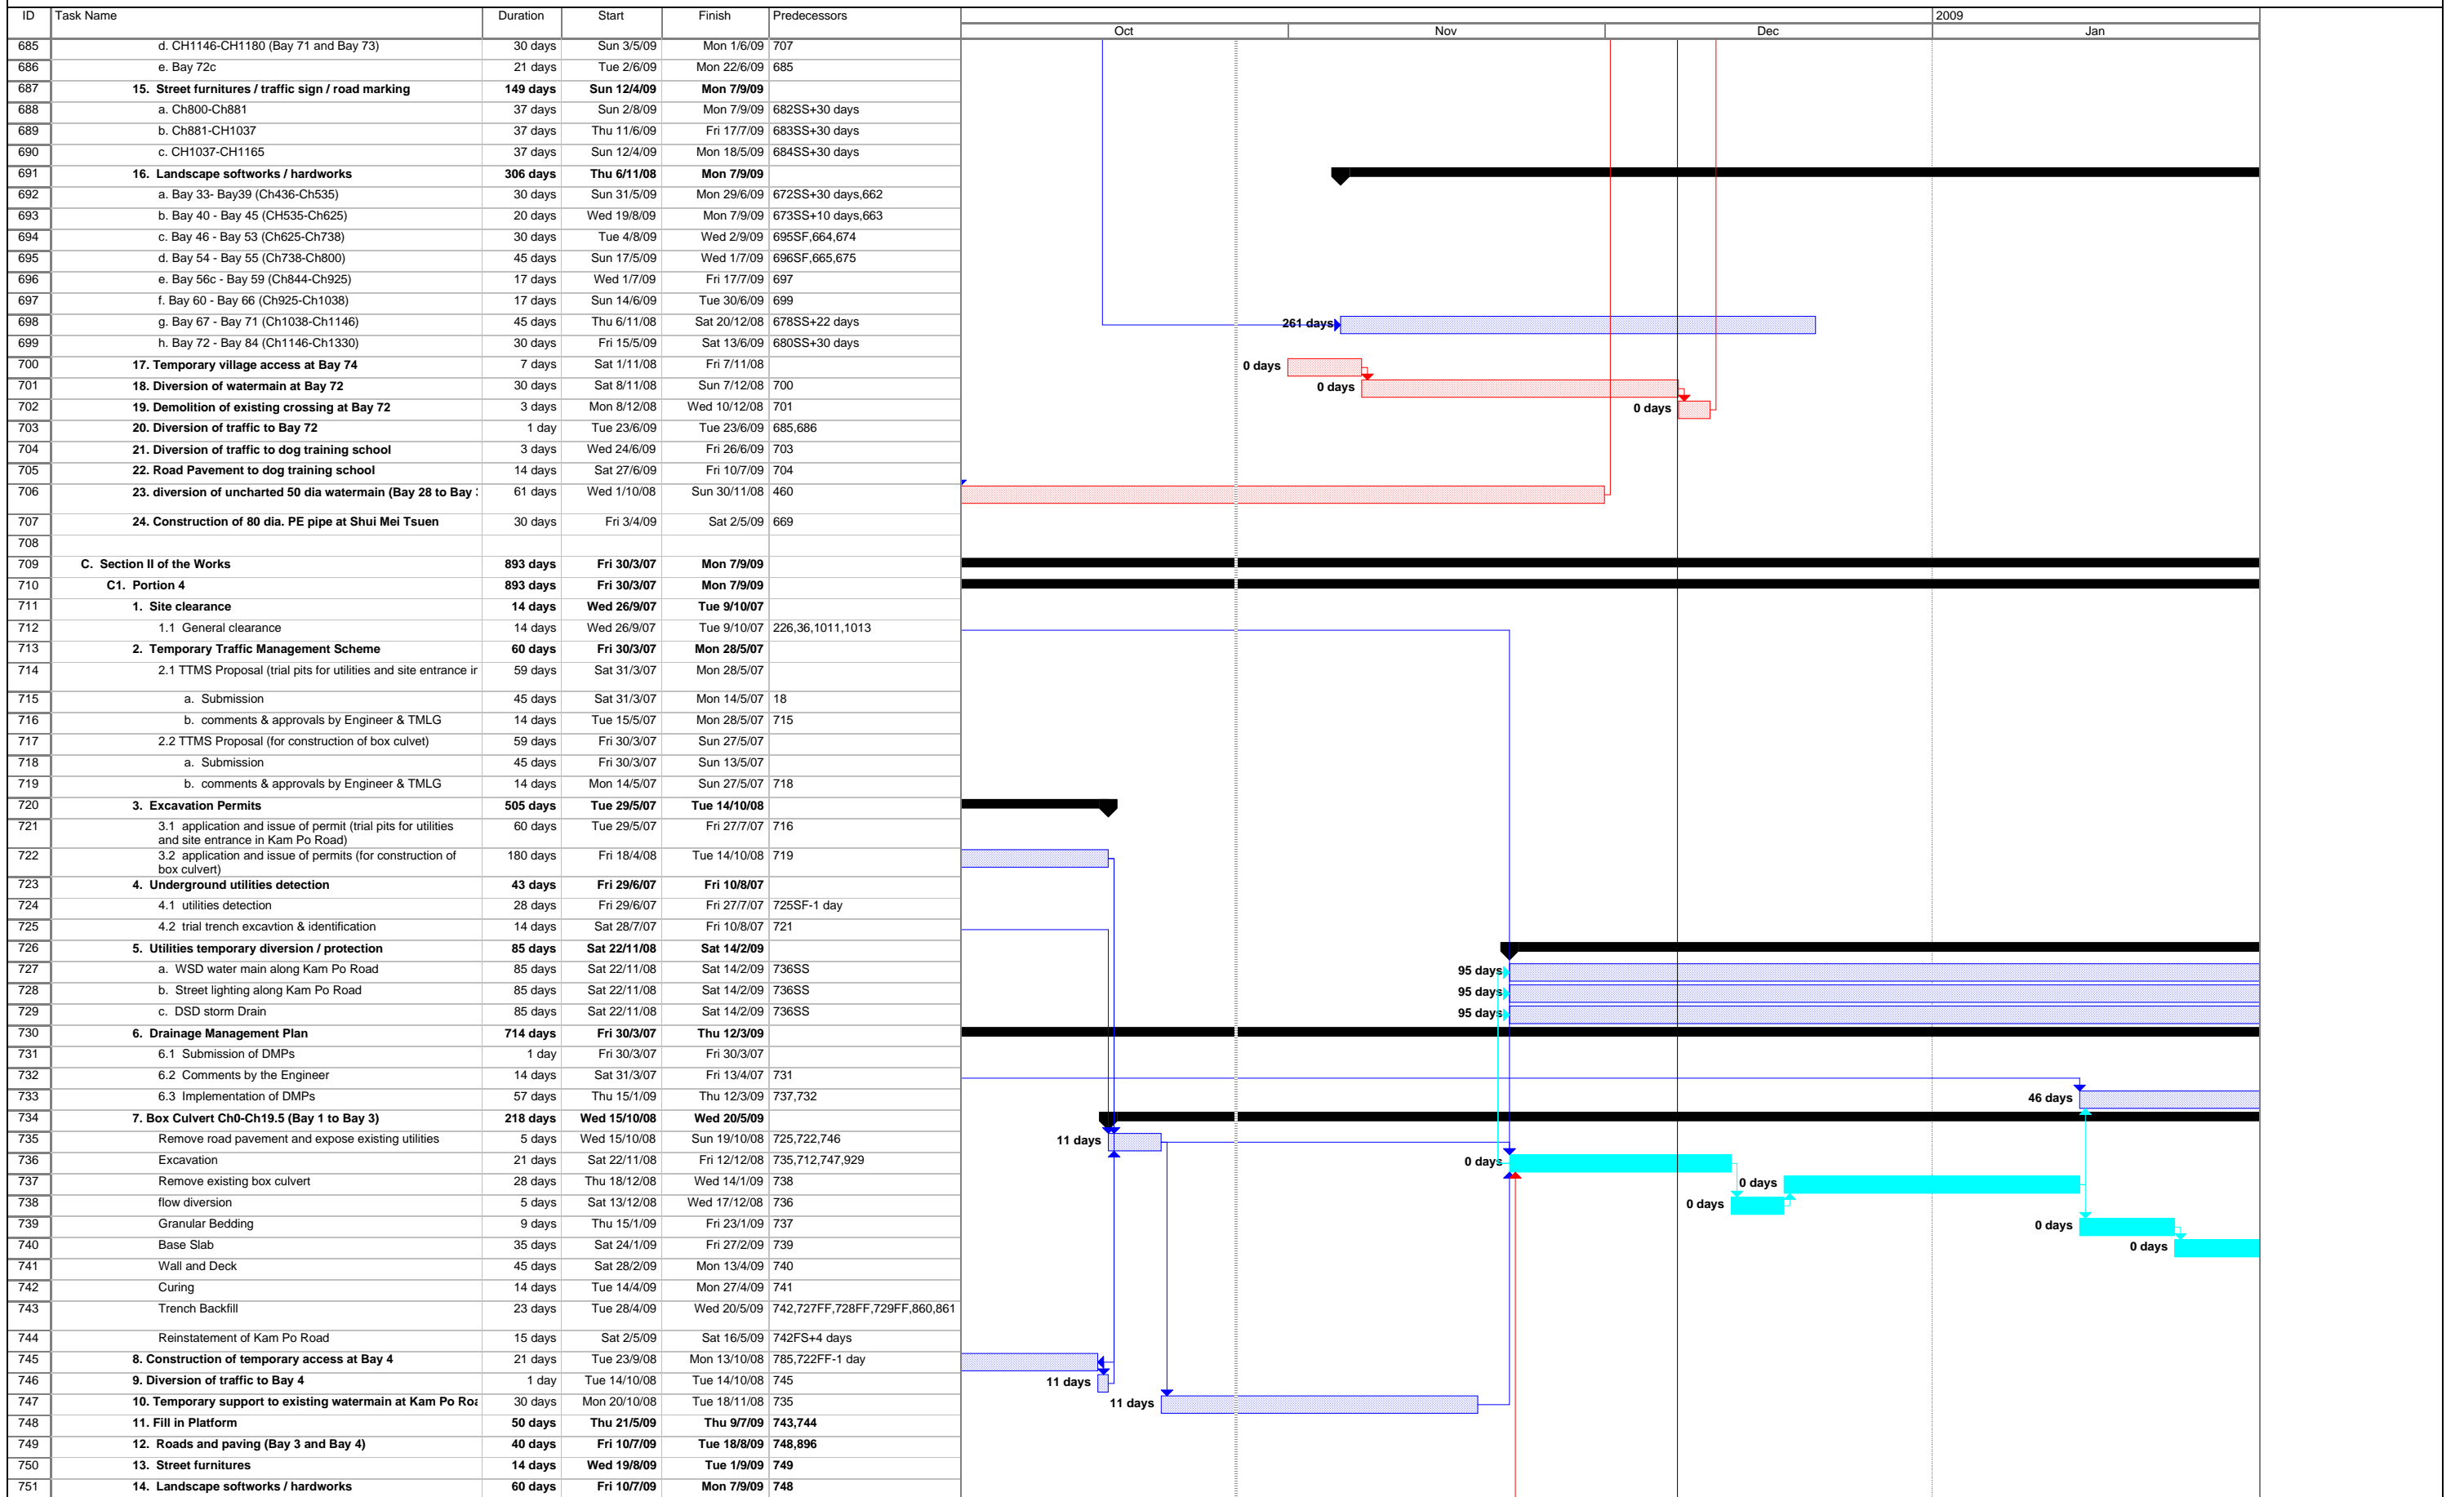 ID Task Name Duration Start Finish Predecessors 2009
Oct Nov Dec Jan
685 d. CH1146-CH1180 (Bay 71 and Bay 73) 30 days Sun 3/5/09 Mon 1/6/09 707
686 e. Bay 72c 21 days Tue 2/6/09 Mon 22/6/09 685
687 15. Street furnitures / traffic sign / road marking 149 days Sun 12/4/09 Mon 7/9/09
688 a. Ch800-Ch881 37 days Sun 2/8/09 Mon 7/9/09 682SS+30 days
689 b. Ch881-CH1037 37 days Thu 11/6/09 Fri 17/7/09 683SS+30 days
690 c. CH1037-CH1165 37 days Sun 12/4/09 Mon 18/5/09 684SS+30 days
691 16. Landscape softworks / hardworks 306 days Thu 6/11/08 Mon 7/9/09
692 a. Bay 33- Bay39 (Ch436-Ch535) 30 days Sun 31/5/09 Mon 29/6/09 672SS+30 days,662
693 b. Bay 40 - Bay 45 (CH535-Ch625) 20 days Wed 19/8/09 Mon 7/9/09 673SS+10 days,663
694 c. Bay 46 - Bay 53 (Ch625-Ch738) 30 days Tue 4/8/09 Wed 2/9/09 695SF,664,674
695 d. Bay 54 - Bay 55 (Ch738-Ch800) 45 days Sun 17/5/09 Wed 1/7/09 696SF,665,675
696 e. Bay 56c - Bay 59 (Ch844-Ch925) 17 days Wed 1/7/09 Fri 17/7/09 697
697 f. Bay 60 - Bay 66 (Ch925-Ch1038) 17 days Sun 14/6/09 Tue 30/6/09 699
698 g. Bay 67 - Bay 71 (Ch1038-Ch1146) 45 days Thu 6/11/08 Sat 20/12/08 678SS+22 days 261 days
699 h. Bay 72 - Bay 84 (Ch1146-Ch1330) 30 days Fri 15/5/09 Sat 13/6/09 680SS+30 days
700 17. Temporary village access at Bay 74 7 days Sat 1/11/08 Fri 7/11/08 0 days
701 18. Diversion of watermain at Bay 72 30 days Sat 8/11/08 Sun 7/12/08 700 0 days
702 19. Demolition of existing crossing at Bay 72 3 days Mon 8/12/08 Wed 10/12/08 701 0 days
703 20. Diversion of traffic to Bay 72 1 day Tue 23/6/09 Tue 23/6/09 685,686
704 21. Diversion of traffic to dog training school 3 days Wed 24/6/09 Fri 26/6/09 703
705 22. Road Pavement to dog training school 14 days Sat 27/6/09 Fri 10/7/09 704
706 23. diversion of uncharted 50 dia watermain (Bay 28 to Bay 61 days Wed 1/10/08 Sun 30/11/08 460
707 24. Construction of 80 dia. PE pipe at Shui Mei Tsuen 30 days Fri 3/4/09 Sat 2/5/09 669
708
709 C. Section II of the Works 893 days Fri 30/3/07 Mon 7/9/09
710 C1. Portion 4 893 days Fri 30/3/07 Mon 7/9/09
711 1. Site clearance 14 days Wed 26/9/07 Tue 9/10/07
712 1.1 General clearance 14 days Wed 26/9/07 Tue 9/10/07 226,36,1011,1013
713 2. Temporary Traffic Management Scheme 60 days Fri 30/3/07 Mon 28/5/07
714 2.1 TTMS Proposal (trial pits for utilities and site entrance in 59 days Sat 31/3/07 Mon 28/5/07
715 a. Submission 45 days Sat 31/3/07 Mon 14/5/07 18
716 b. comments & approvals by Engineer & TMLG 14 days Tue 15/5/07 Mon 28/5/07 715
717 2.2 TTMS Proposal (for construction of box culvet) 59 days Fri 30/3/07 Sun 27/5/07
718 a. Submission 45 days Fri 30/3/07 Sun 13/5/07
719 b. comments & approvals by Engineer & TMLG 14 days Mon 14/5/07 Sun 27/5/07 718
720 3. Excavation Permits 505 days Tue 29/5/07 Tue 14/10/08
721 3.1 application and issue of permit (trial pits for utilities 60 days Tue 29/5/07 Fri 27/7/07 716
and site entrance in Kam Po Road)
722 3.2 application and issue of permits (for construction of 180 days Fri 18/4/08 Tue 14/10/08 719
box culvert)
723 4. Underground utilities detection 43 days Fri 29/6/07 Fri 10/8/07
724 4.1 utilities detection 28 days Fri 29/6/07 Fri 27/7/07 725SF-1 day
725 4.2 trial trench excavtion & identification 14 days Sat 28/7/07 Fri 10/8/07 721
726 5. Utilities temporary diversion / protection 85 days Sat 22/11/08 Sat 14/2/09
727 a. WSD water main along Kam Po Road 85 days Sat 22/11/08 Sat 14/2/09 736SS 95 days
728 b. Street lighting along Kam Po Road 85 days Sat 22/11/08 Sat 14/2/09 736SS 95 days
729 c. DSD storm Drain 85 days Sat 22/11/08 Sat 14/2/09 736SS 95 days
730 6. Drainage Management Plan 714 days Fri 30/3/07 Thu 12/3/09
731 6.1 Submission of DMPs 1 day Fri 30/3/07 Fri 30/3/07
732 6.2 Comments by the Engineer 14 days Sat 31/3/07 Fri 13/4/07 731
733 6.3 Implementation of DMPs 57 days Thu 15/1/09 Thu 12/3/09 737,732 46 days
734 7. Box Culvert Ch0-Ch19.5 (Bay 1 to Bay 3) 218 days Wed 15/10/08 Wed 20/5/09
735 Remove road pavement and expose existing utilities 5 days Wed 15/10/08 Sun 19/10/08 725,722,746 11 days
736 Excavation 21 days Sat 22/11/08 Fri 12/12/08 735,712,747,929 0 days
737 Remove existing box culvert 28 days Thu 18/12/08 Wed 14/1/09 738 0 days
738 flow diversion 5 days Sat 13/12/08 Wed 17/12/08 736 0 days
739 Granular Bedding 9 days Thu 15/1/09 Fri 23/1/09 737 0 days
740 Base Slab 35 days Sat 24/1/09 Fri 27/2/09 739 0 days
741 Wall and Deck 45 days Sat 28/2/09 Mon 13/4/09 740
742 Curing 14 days Tue 14/4/09 Mon 27/4/09 741
743 Trench Backfill 23 days Tue 28/4/09 Wed 20/5/09 742,727FF,728FF,729FF,860,861
744 Reinstatement of Kam Po Road 15 days Sat 2/5/09 Sat 16/5/09 742FS+4 days
745 8. Construction of temporary access at Bay 4 21 days Tue 23/9/08 Mon 13/10/08 785,722FF-1 day
746 9. Diversion of traffic to Bay 4 1 day Tue 14/10/08 Tue 14/10/08 745 11 days
747 10. Temporary support to existing watermain at Kam Po Roa 30 days Mon 20/10/08 Tue 18/11/08 735 11 days
748 11. Fill in Platform 50 days Thu 21/5/09 Thu 9/7/09 743,744
749 12. Roads and paving (Bay 3 and Bay 4) 40 days Fri 10/7/09 Tue 18/8/09 748,896
750 13. Street furnitures 14 days Wed 19/8/09 Tue 1/9/09 749
751 14. Landscape softworks / hardworks 60 days Fri 10/7/09 Mon 7/9/09 748